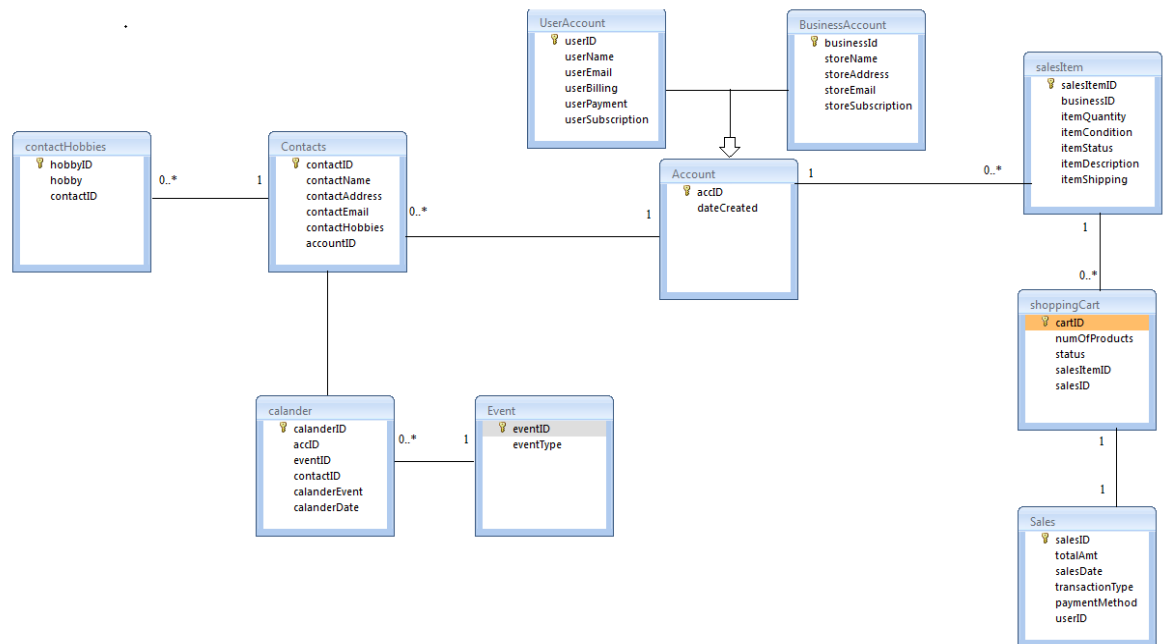 UserAccount
userID
userName
userEmail
userBilling
userPayment
userSubscription
BusinessAccount
businessId
storeName
storeAddress
storeEmail
storeSubscription
salesItem
salesItemID
businessID
itemQuantity
itemCondition
itemStatus
itemDescription
itemShipping
contactHobbies
hobbyID
hobby
contactID
0..*
1
Contacts
contactID
contactName
contactAddress
contactEmail
contactHobbies
accountID
0..*
1
Account
accID
dateCreated
1
0..*
1
0..*
shoppingCart
cartID
numOfProducts
status
salesItemID
salesID
calander
calanderID
accID
eventID
contactID
calanderEvent
calanderDate
0..*
1
Event
eventID
eventType
1
1
Sales
salesID
totalAmt
salesDate
transactionType
paymentMethod
userID